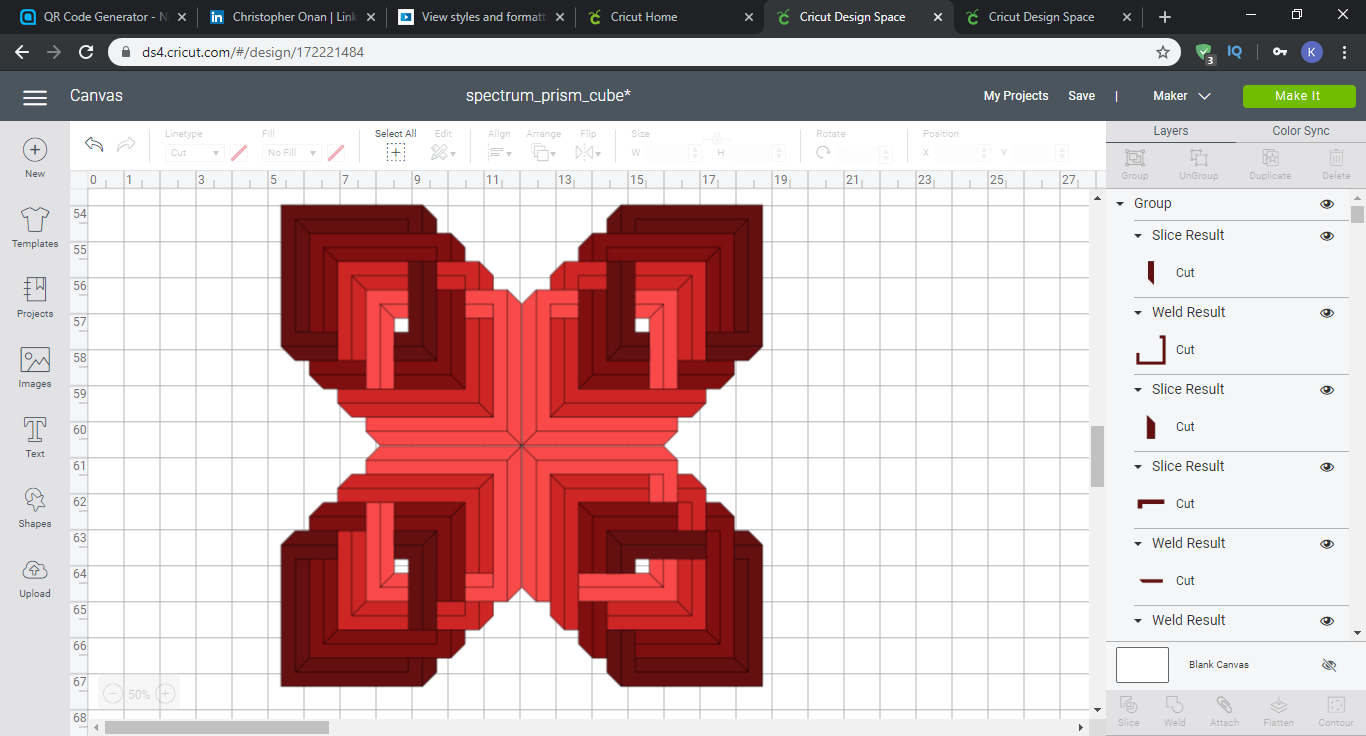 QR Code Generator - N
Christopher Onan | Link
View styles and formatt
Cricut Home
Cricut Design Space
Cricut Design Space
ds4.cricut.com/#/design/172221484
3
K
Canvas
spectrum_prism_cube*
My Projects
Save
|
Maker
Make It
New
Templates
Projects
Images
Text
Shapes
Upload
Linetype
Cut
Fill
No Fill
Select All
Edit
Align
Arrange
Flip
Size
W
H
Rotate
Position
X
Y
0 1 3 5 7 9 11 13 15 17 19 21 23 25 27
54
55
56
57
58
59
60
61
62
63
64
65
66
67
68
50%
Layers
Color Sync
Group
UnGroup
Duplicate
Delete
Group
Slice Result
Cut
Weld Result
Cut
Slice Result
Cut
Slice Result
Cut
Weld Result
Cut
Weld Result
Blank Canvas
Slice
Weld
Attach
Flatten
Contour